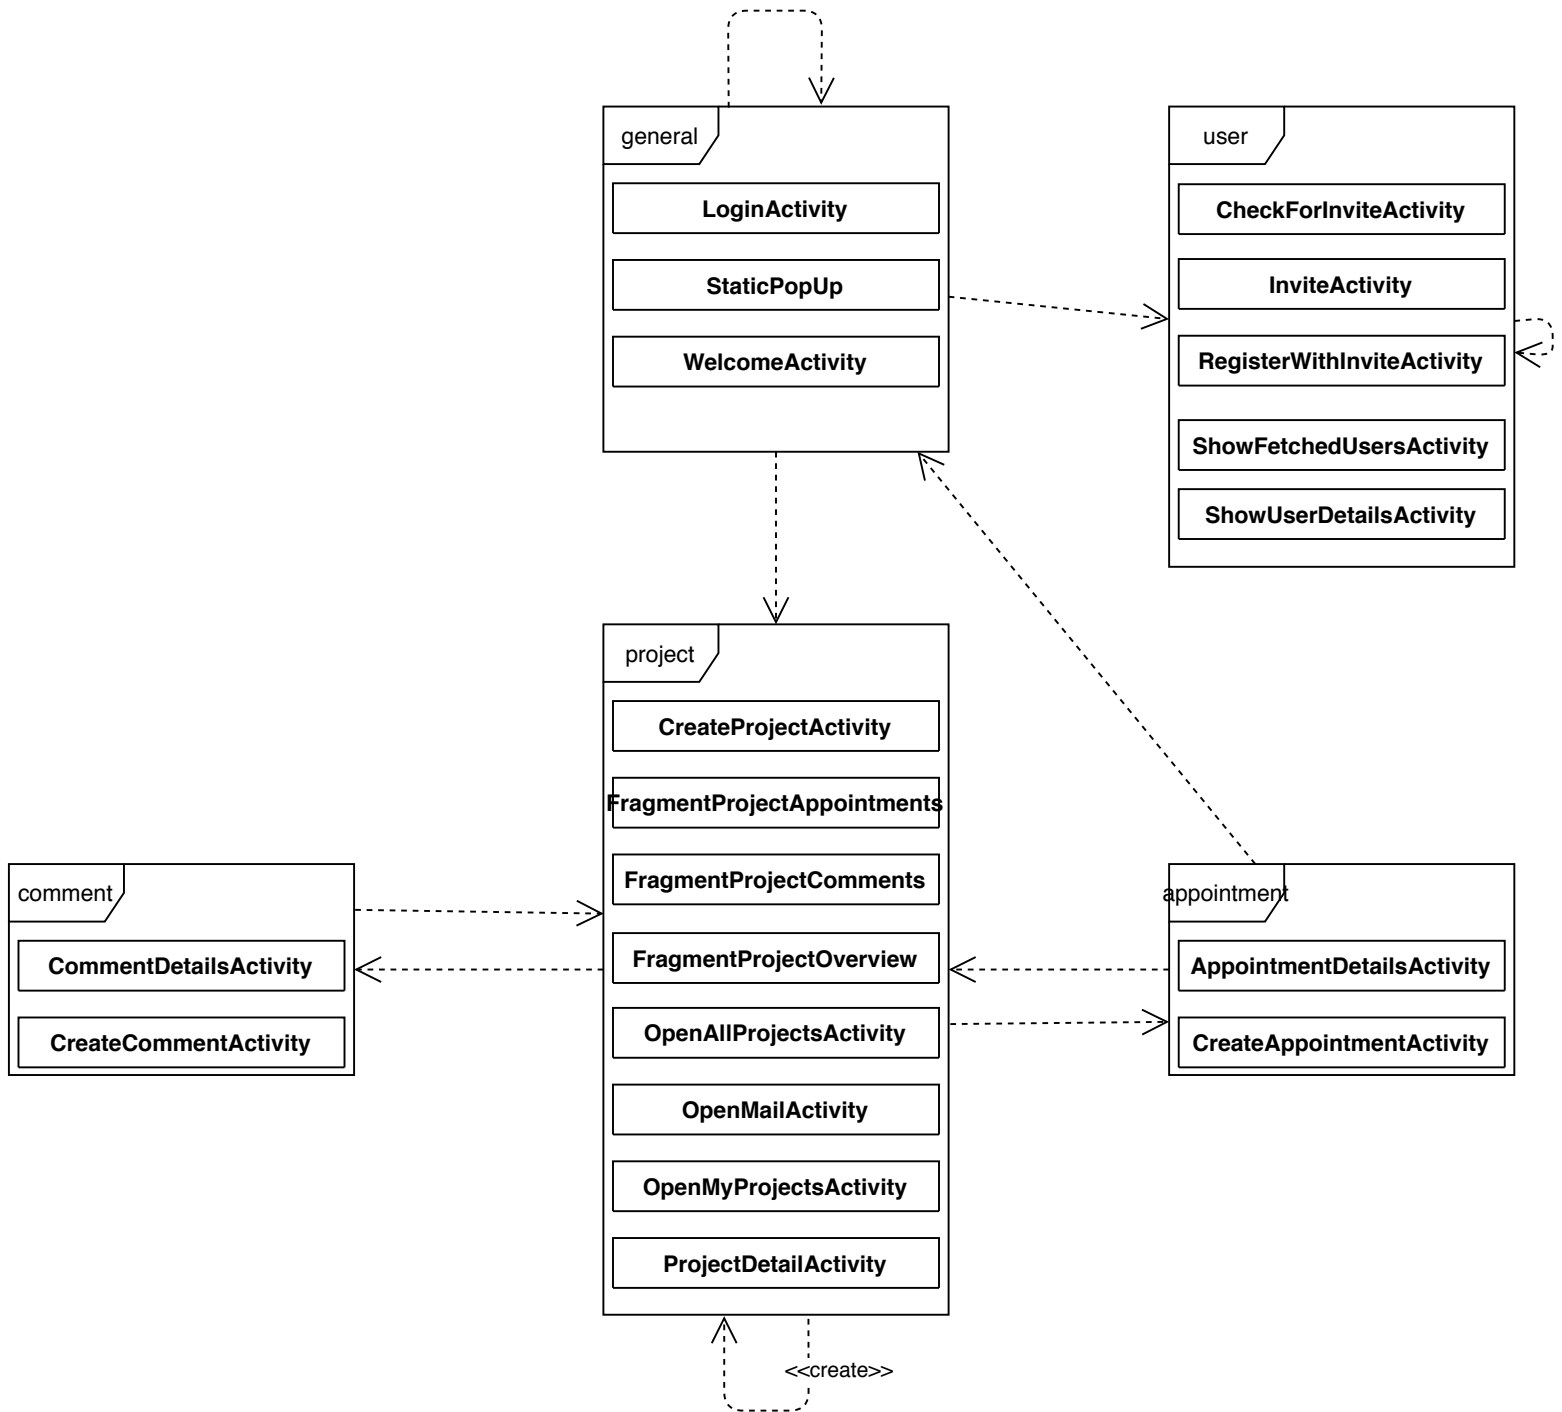 general
LoginActivity
StaticPopUp
WelcomeActivity
user
CheckForInviteActivity
InviteActivity
RegisterWithInviteActivity
ShowFetchedUsersActivity
ShowUserDetailsActivity
project
CreateProjectActivity
FragmentProjectAppointments
FragmentProjectComments
FragmentProjectOverview
OpenAllProjectsActivity
OpenMailActivity
OpenMyProjectsActivity
ProjectDetailActivity
comment
CommentDetailsActivity
CreateCommentActivity
appointment
AppointmentDetailsActivity
CreateAppointmentActivity
<<create>>